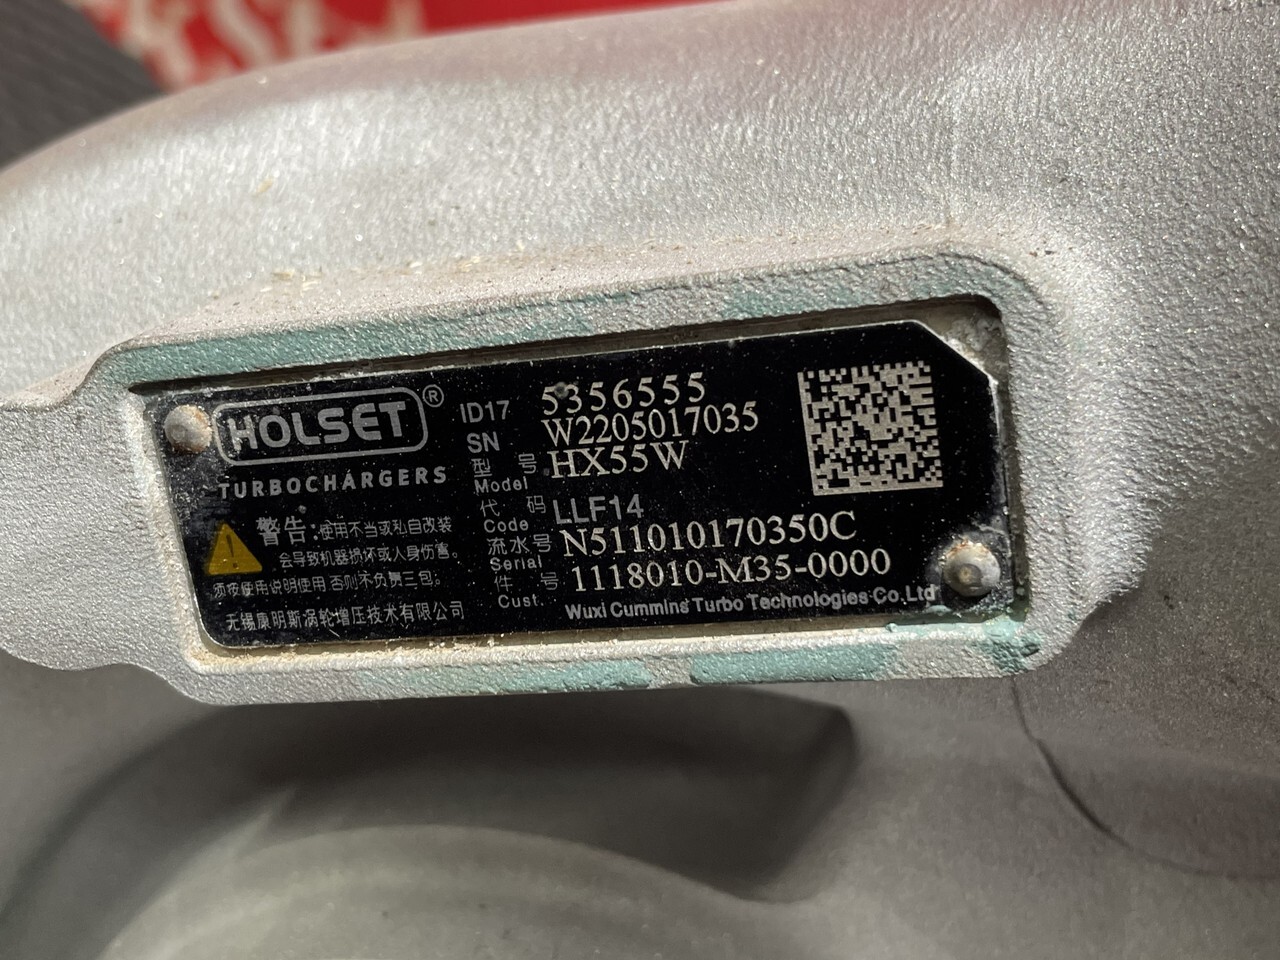 HOLSET®
TURBOCHARGERS
ID17 5356555
SN W2205017035
型号 Model HX55W
代码 Code LLF14
流水号 Serial N511010170350C
件号 Cust. 1118010-M35-0000
警告:使用不当或私自改装
会导致机器损坏或人身伤害。
须按使用说明使用,否则不负责三包。
无锡康明斯涡轮增压技术有限公司
Wuxi Cummins Turbo Technologies Co.Ltd